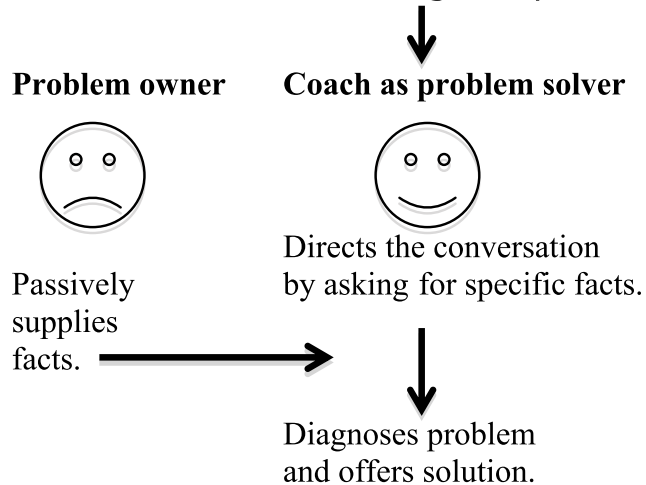 Problem owner
Coach as problem solver
Directs the conversation
by asking for specific facts.
Passively
supplies
facts.
Diagnoses problem
and offers solution.